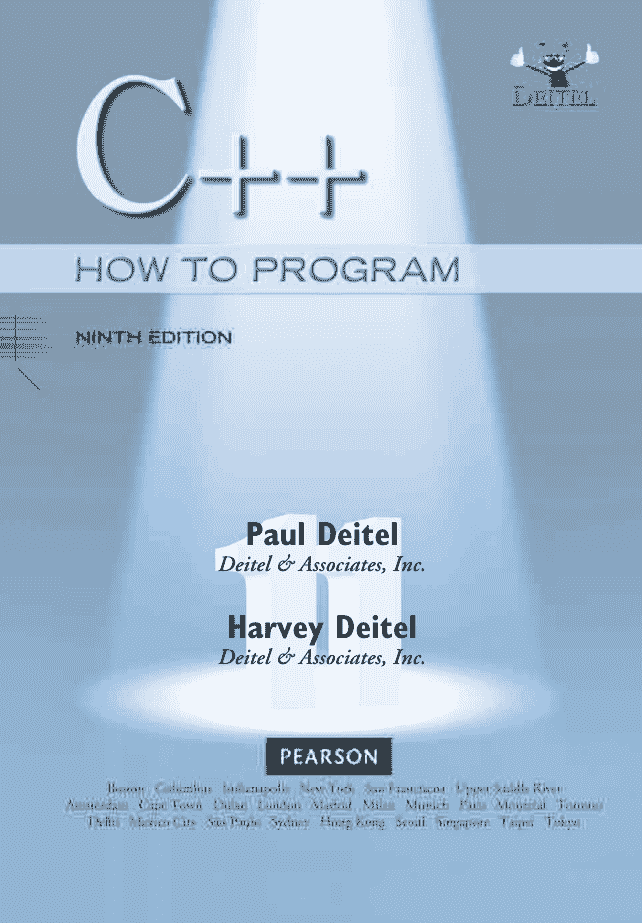 DEITEL
C++
HOW TO PROGRAM
NINTH EDITION
11
Paul Deitel
Deitel & Associates, Inc.
Harvey Deitel
Deitel & Associates, Inc.
PEARSON
Boston Columbus Indianapolis New York San Francisco Upper Saddle River
Amsterdam Cape Town Dubai London Madrid Milan Munich Paris Montréal Toronto
Delhi Mexico City São Paulo Sydney Hong Kong Seoul Singapore Taipei Tokyo